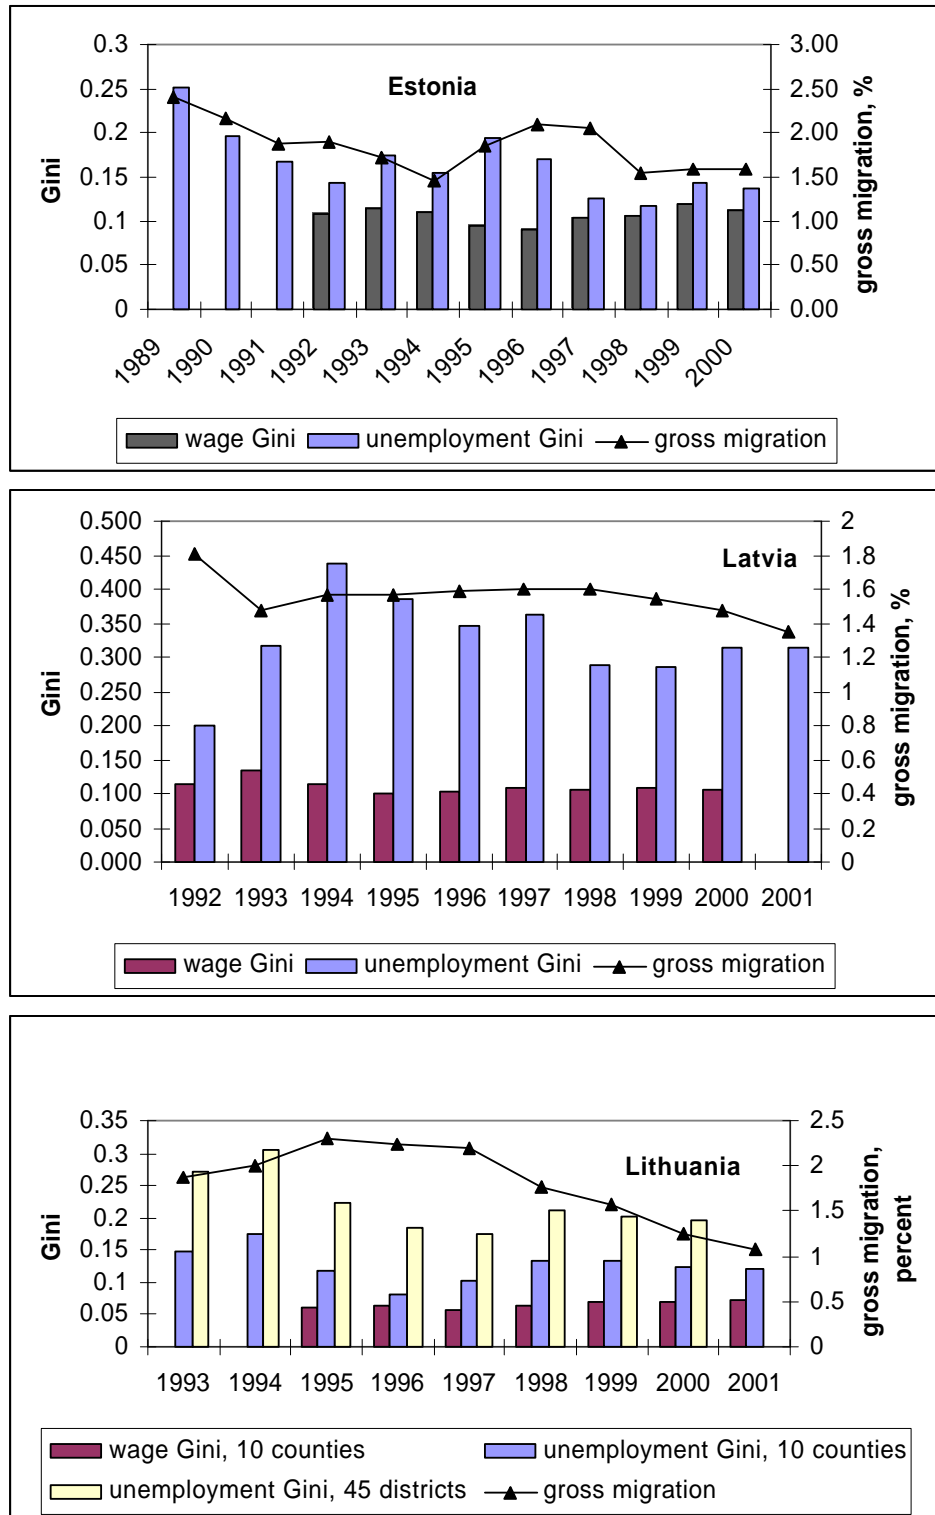 Estonia
Gini
0.3
0.25
0.2
0.15
0.1
0.05
0
gross migration, %
3.00
2.50
2.00
1.50
1.00
0.50
0.00
1989 1990 1991 1992 1993 1994 1995 1996 1997 1998 1999 2000
wage Gini unemployment Gini gross migration
Latvia
Gini
0.500
0.450
0.400
0.350
0.300
0.250
0.200
0.150
0.100
0.050
0.000
gross migration, %
2
1.8
1.6
1.4
1.2
1
0.8
0.6
0.4
0.2
0
1992 1993 1994 1995 1996 1997 1998 1999 2000 2001
wage Gini unemployment Gini gross migration
Lithuania
Gini
0.35
0.3
0.25
0.2
0.15
0.1
0.05
0
gross migration,
percent
2.5
2
1.5
1
0.5
0
1993 1994 1995 1996 1997 1998 1999 2000 2001
wage Gini, 10 counties unemployment Gini, 10 counties
unemployment Gini, 45 districts gross migration